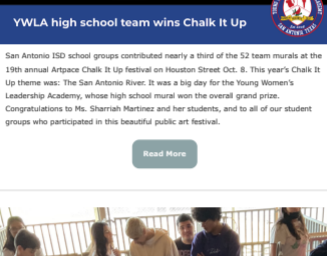 YWLA high school team wins Chalk It Up
SAN ANTONIO, TEXAS
San Antonio ISD school groups contributed nearly a third of the 52 team murals at the
19th annual Artpace Chalk It Up festival on Houston Street Oct. 8. This year's Chalk It
Up theme was: The San Antonio River. It was a big day for the Young Women's
Leadership Academy, whose high school mural won the overall grand prize.
Congratulations to Ms. Sharriah Martinez and her students, and to all of our student
groups who participated in this beautiful public art festival.
Read More